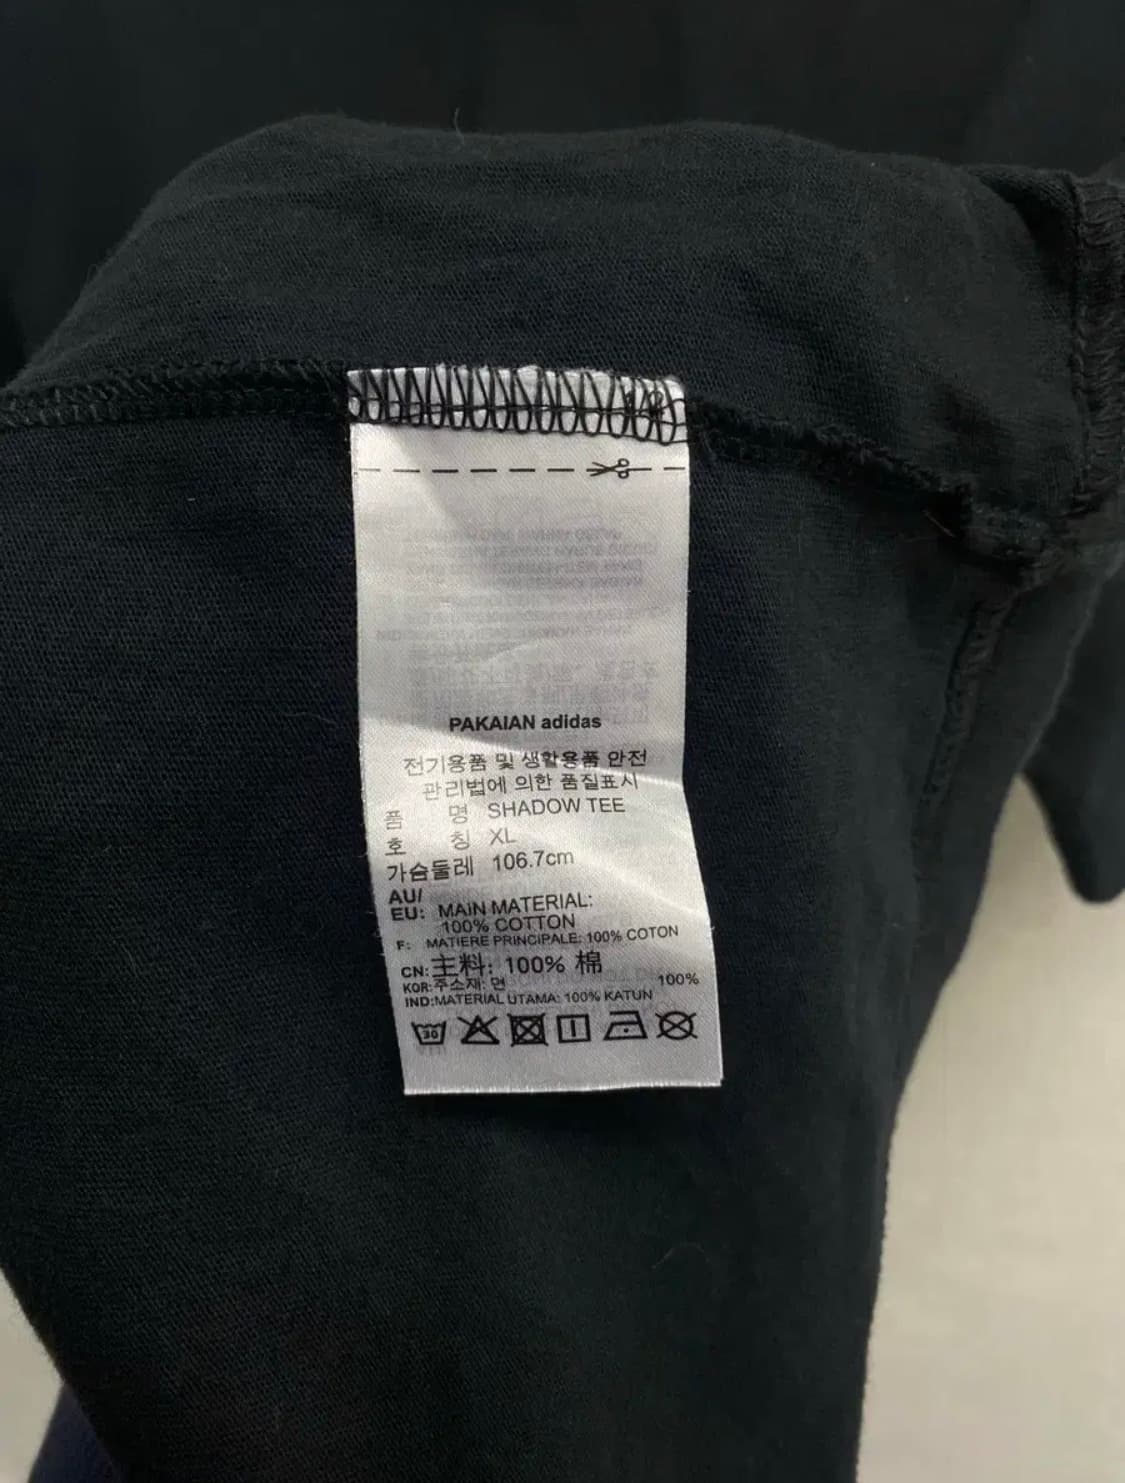 PAKAIAN adidas
전기용품 및 생활용품 안전
관리법에 의한 품질표시
품 명 SHADOW TEE
호 칭 XL
가슴둘레 106.7cm
AU/
EU: MAIN MATERIAL:
100% COTTON
F: MATIERE PRINCIPALE: 100% COTON
CN:主料: 100% 棉
KOR:주소재: 면 100%
IND:MATERIAL UTAMA: 100% KATUN
30